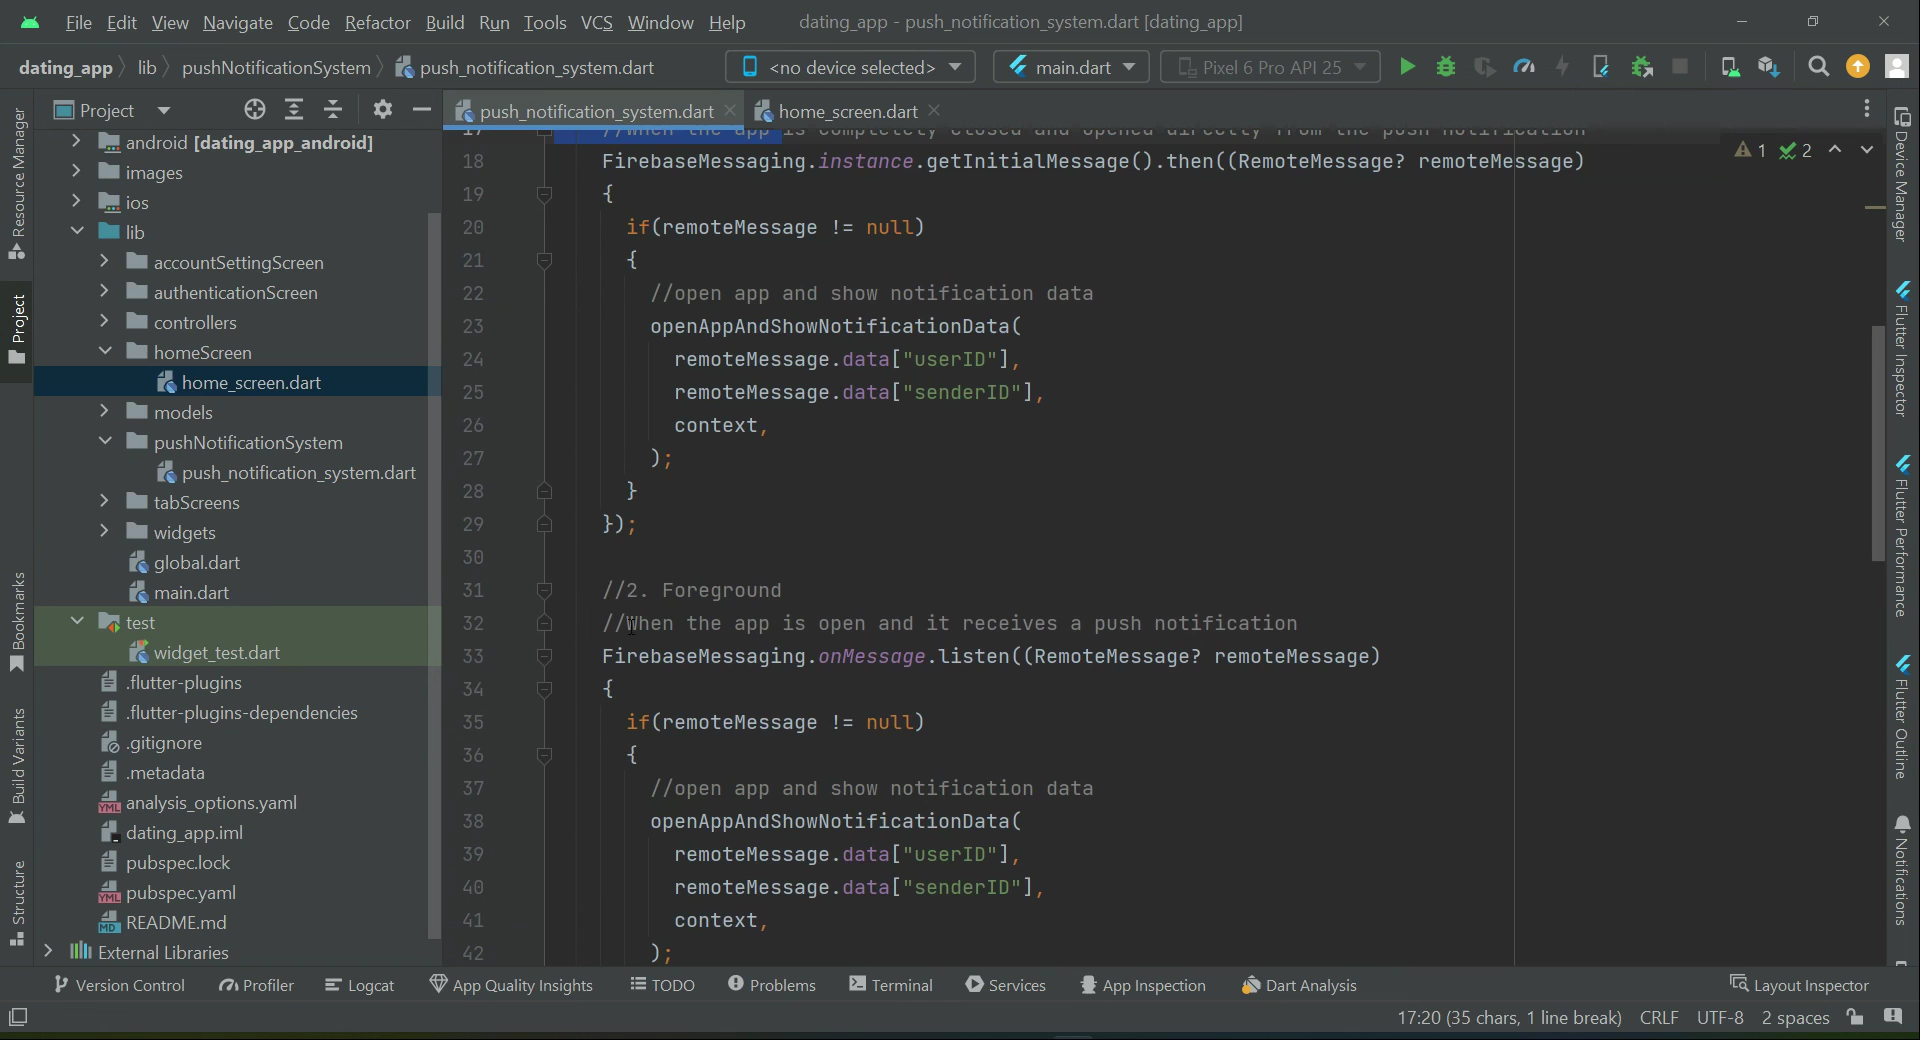 File Edit View Navigate Code Refactor Build Run Tools VCS Window Help dating_app - push_notification_system.dart [dating_app]
dating_app lib pushNotificationSystem push_notification_system.dart <no device selected> main.dart Pixel 6 Pro API 25
Project
push_notification_system.dart home_screen.dart
Resource Manager
Project
Bookmarks
Build Variants
Structure
android [dating_app_android]
images
ios
lib
accountSettingScreen
authenticationScreen
controllers
homeScreen
home_screen.dart
models
pushNotificationSystem
push_notification_system.dart
tabScreens
widgets
global.dart
main.dart
test
widget_test.dart
.flutter-plugins
.flutter-plugins-dependencies
.gitignore
.metadata
analysis_options.yaml
dating_app.iml
pubspec.lock
pubspec.yaml
README.md
External Libraries
17 //When the app is completely closed and opened directly from the push notification
18 FirebaseMessaging.instance.getInitialMessage().then((RemoteMessage? remoteMessage)
19 {
20 if(remoteMessage != null)
21 {
22 //open app and show notification data
23 openAppAndShowNotificationData(
24 remoteMessage.data["userID"],
25 remoteMessage.data["senderID"],
26 context,
27 );
28 }
29 });
30
31 //2. Foreground
32 //When the app is open and it receives a push notification
33 FirebaseMessaging.onMessage.listen((RemoteMessage? remoteMessage)
34 {
35 if(remoteMessage != null)
36 {
37 //open app and show notification data
38 openAppAndShowNotificationData(
39 remoteMessage.data["userID"],
40 remoteMessage.data["senderID"],
41 context,
42 );
1 2
Device Manager
Flutter Inspector
Flutter Performance
Flutter Outline
Notifications
Version Control Profiler Logcat App Quality Insights TODO Problems Terminal Services App Inspection Dart Analysis Layout Inspector
17:20 (35 chars, 1 line break) CRLF UTF-8 2 spaces